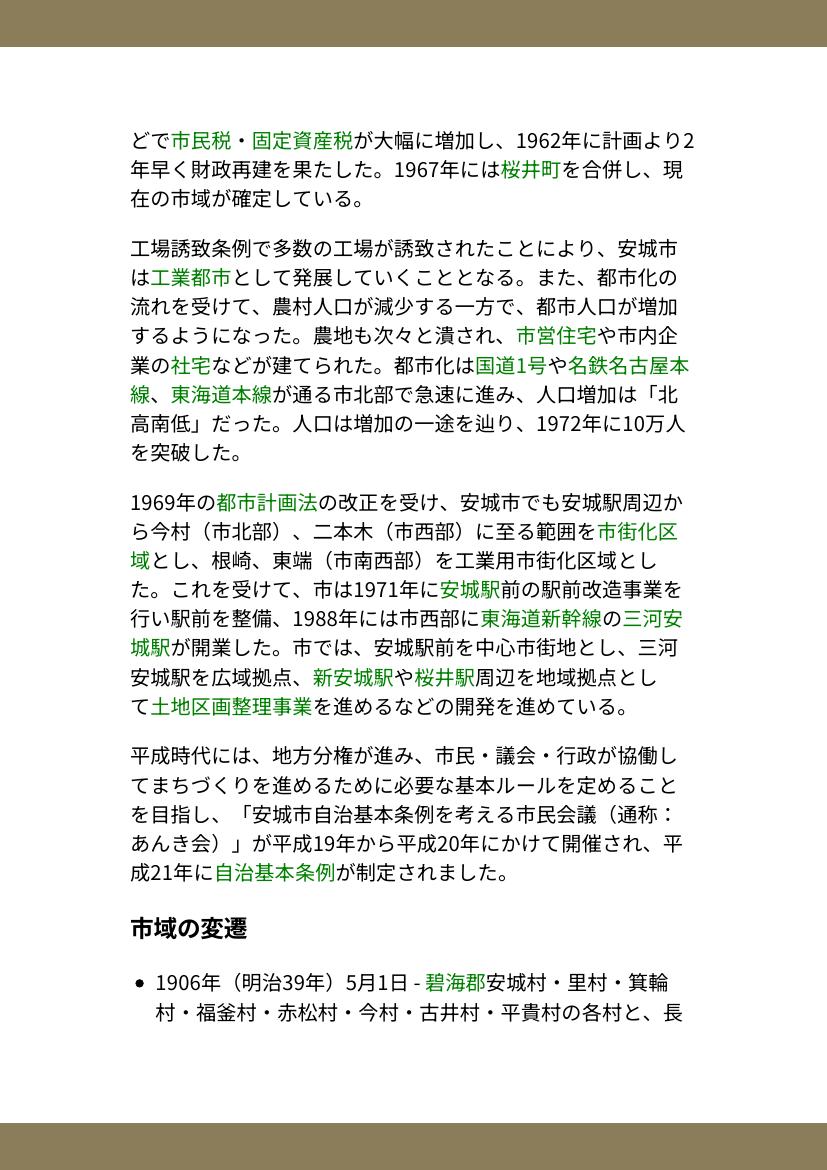 どで市民税・固定資産税が大幅に増加し、1962年に計画より2
年早く財政再建を果たした。1967年には桜井町を合併し、現
在の市域が確定している。
工場誘致条例で多数の工場が誘致されたことにより、安城市
は工業都市として発展していくこととなる。また、都市化の
流れを受けて、農村人口が減少する一方で、都市人口が増加
するようになった。農地も次々と潰され、市営住宅や市内企
業の社宅などが建てられた。都市化は国道1号や名鉄名古屋本
線、東海道本線が通る市北部で急速に進み、人口増加は「北
高南低」だった。人口は増加の一途を辿り、1972年に10万人
を突破した。
1969年の都市計画法の改正を受け、安城市でも安城駅周辺か
ら今村（市北部）、二本木（市西部）に至る範囲を市街化区
域とし、根崎、東端（市南西部）を工業用市街化区域とし
た。これを受けて、市は1971年に安城駅前の駅前改造事業を
行い駅前を整備、1988年には市西部に東海道新幹線の三河安
城駅が開業した。市では、安城駅前を中心市街地とし、三河
安城駅を広域拠点、新安城駅や桜井駅周辺を地域拠点とし
て土地区画整理事業を進めるなどの開発を進めている。
平成時代には、地方分権が進み、市民・議会・行政が協働し
てまちづくりを進めるために必要な基本ルールを定めること
を目指し、「安城市自治基本条例を考える市民会議（通称：
あんき会）」が平成19年から平成20年にかけて開催され、平
成21年に自治基本条例が制定されました。
市域の変遷
• 1906年（明治39年）5月1日 - 碧海郡安城村・里村・箕輪
村・福釜村・赤松村・今村・古井村・平貴村の各村と、長